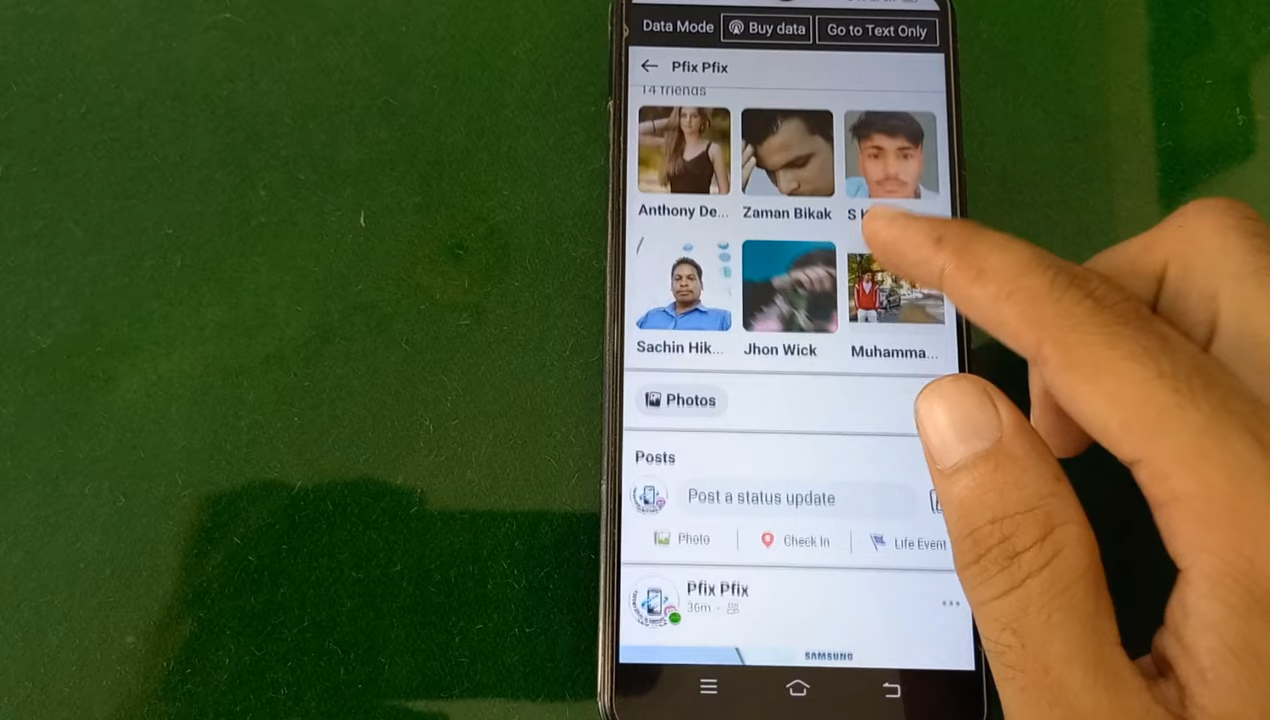 Data Mode Buy data Go to Text Only
Pfix Pfix
14 friends
Anthony De... Zaman Bikak S
Sachin Hik... Jhon Wick Muhamma...
Photos
Posts
Post a status update
Photo Check In Life Event
Pfix Pfix
36m ·
SAMSUNG